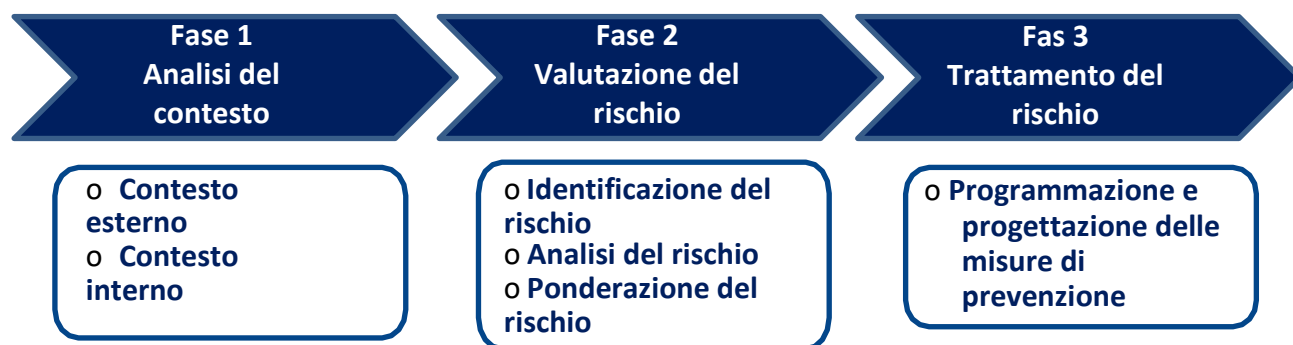 Fase 1
Analisi del
contesto
Fase 2
Valutazione del
rischio
Fas 3
Trattamento del
rischio
o Contesto
esterno
o Contesto
interno
o Identificazione del
rischio
o Analisi del rischio
o Ponderazione del
rischio
o Programmazione e
progettazione delle
misure di
prevenzione